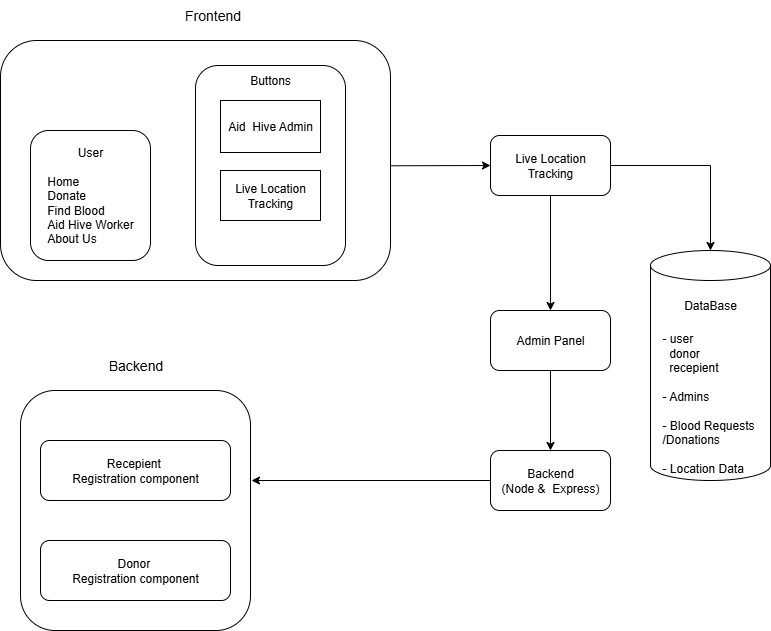 Frontend
Buttons
Aid Hive Admin
Live Location
Tracking
User
Home
Donate
Find Blood
Aid Hive Worker
About Us
Live Location
Tracking
DataBase
- user
donor
recepient
- Admins
- Blood Requests
/Donations
- Location Data
Admin Panel
Backend
(Node & Express)
Backend
Recepient
Registration component
Donor
Registration component